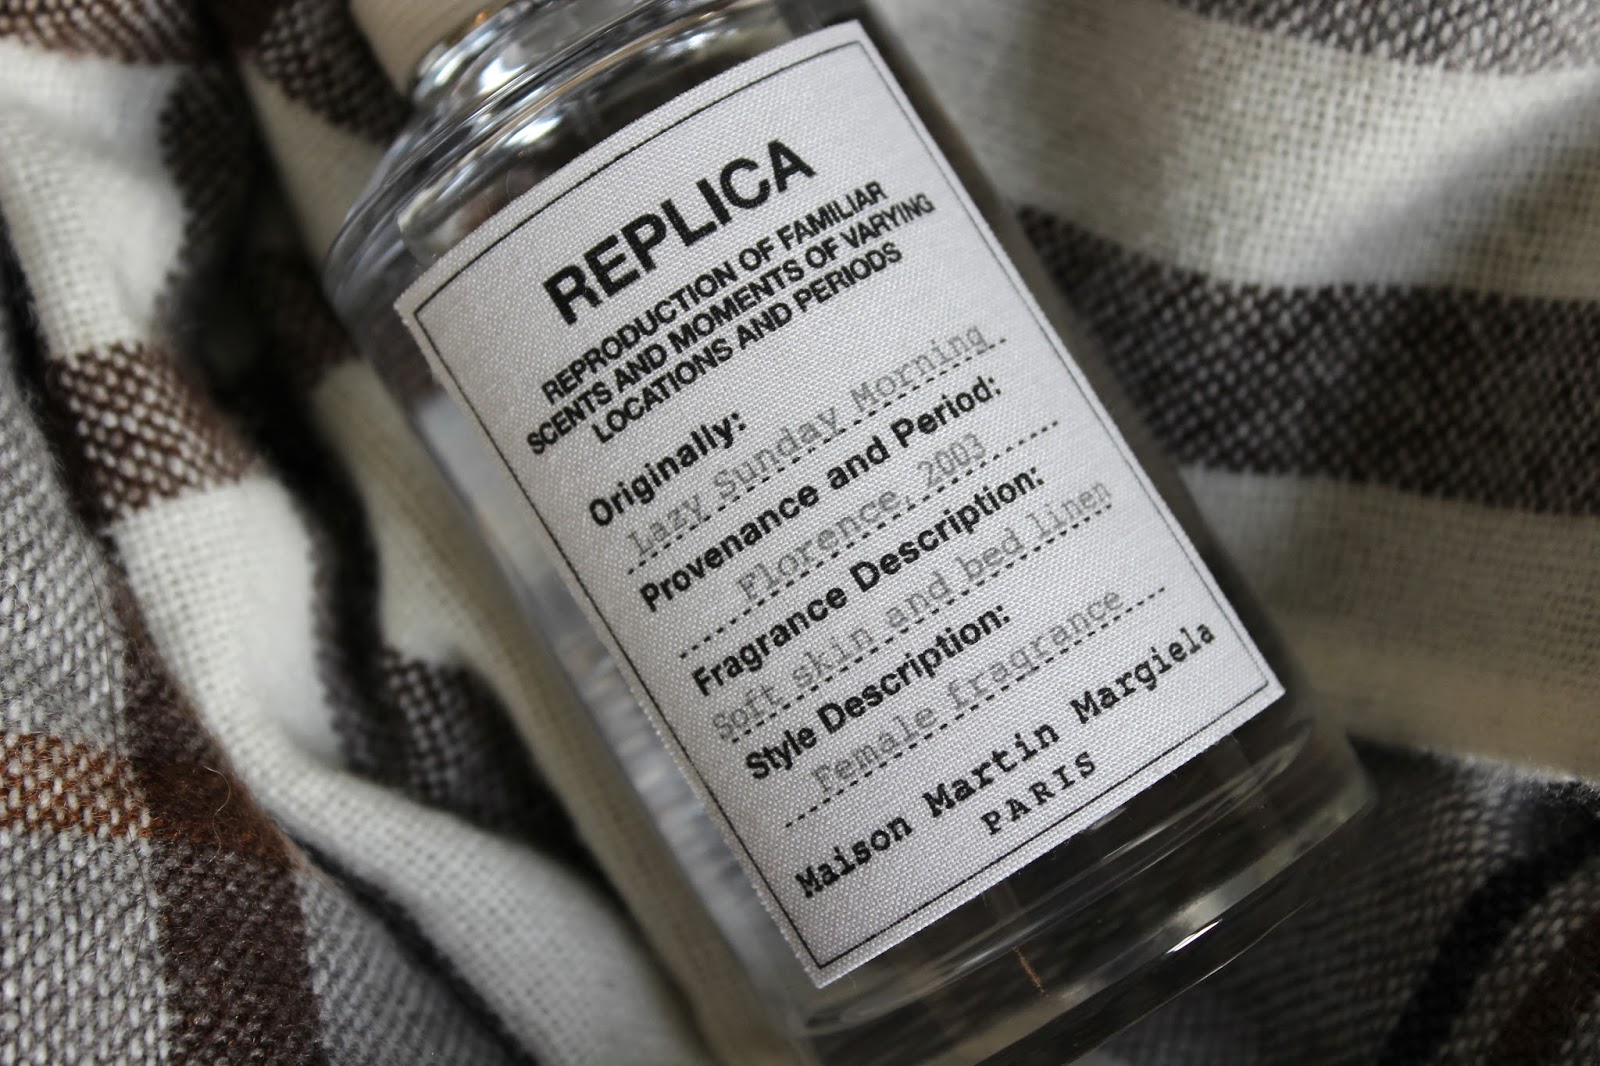 REPLICA
REPRODUCTION OF FAMILIAR
SCENTS AND MOMENTS OF VARYING
LOCATIONS AND PERIODS
Originally:
Lazy Sunday Morning
Provenance and Period:
Florence, 2003
Fragrance Description:
Soft skin and bed linen
Style Description:
Female fragrance
Maison Martin Margiela
PARIS